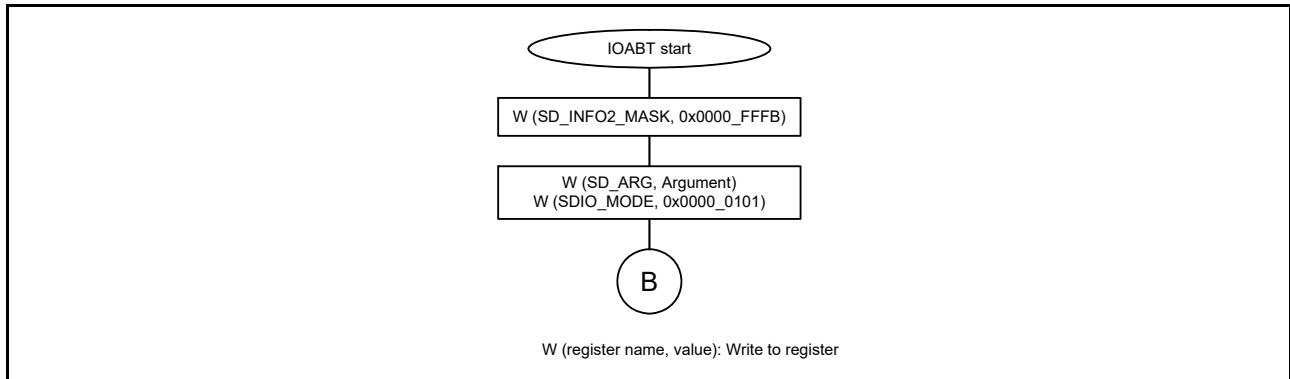 IOABT start
W (SD_INFO2_MASK, 0x0000_FFFB)
W (SD_ARG, Argument)
W (SDIO_MODE, 0x0000_0101)
B
W (register name, value): Write to register